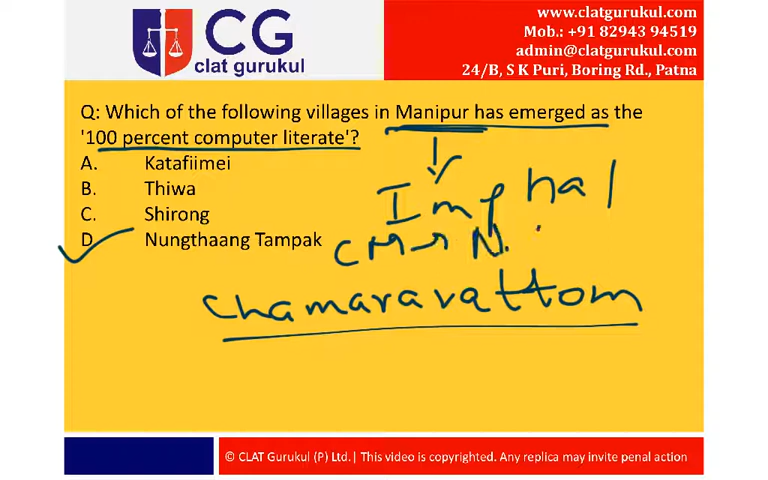 CG
clat gurukul
www.clatgurukul.com
Mob.: +91 82943 94519
admin@clatgurukul.com
24/B, S K Puri, Boring Rd., Patna
Q: Which of the following villages in Manipur has emerged as the
'100 percent computer literate'?
A. Katafiimei
B. Thiwa
C. Shirong
D. Nungthaang Tampak
Imphal
CM → N.
Chamaravattom
© CLAT Gurukul (P) Ltd.| This video is copyrighted. Any replica may invite penal action